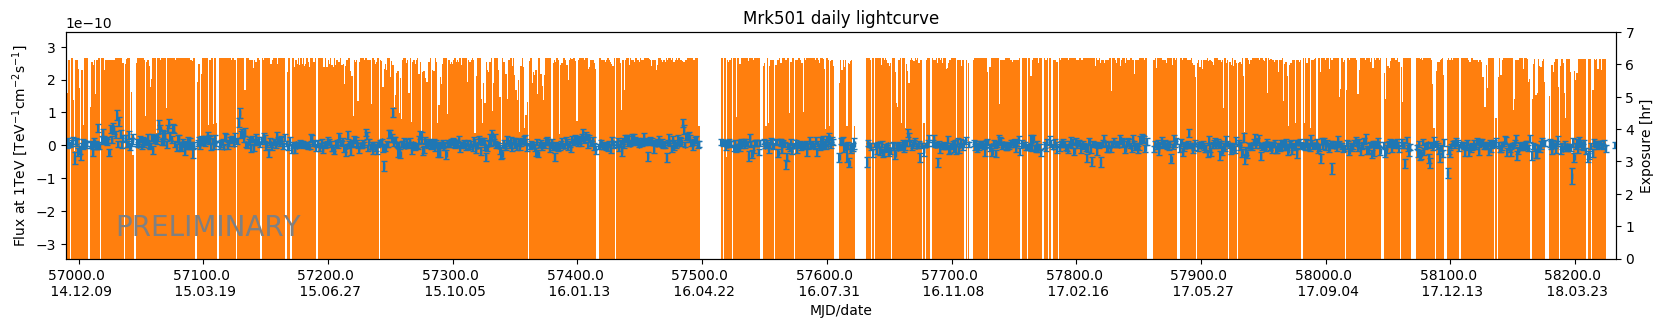 Mrk501 daily lightcurve
1e−10
Flux at 1TeV [TeV⁻¹cm⁻²s⁻¹]
3
2
1
0
−1
−2
−3
7
6
5
4
3
2
1
0
Exposure [hr]
PRELIMINARY
57000.0 57100.0 57200.0 57300.0 57400.0 57500.0 57600.0 57700.0 57800.0 57900.0 58000.0 58100.0 58200.0
14.12.09 15.03.19 15.06.27 15.10.05 16.01.13 16.04.22 16.07.31 16.11.08 17.02.16 17.05.27 17.09.04 17.12.13 18.03.23
MJD/date